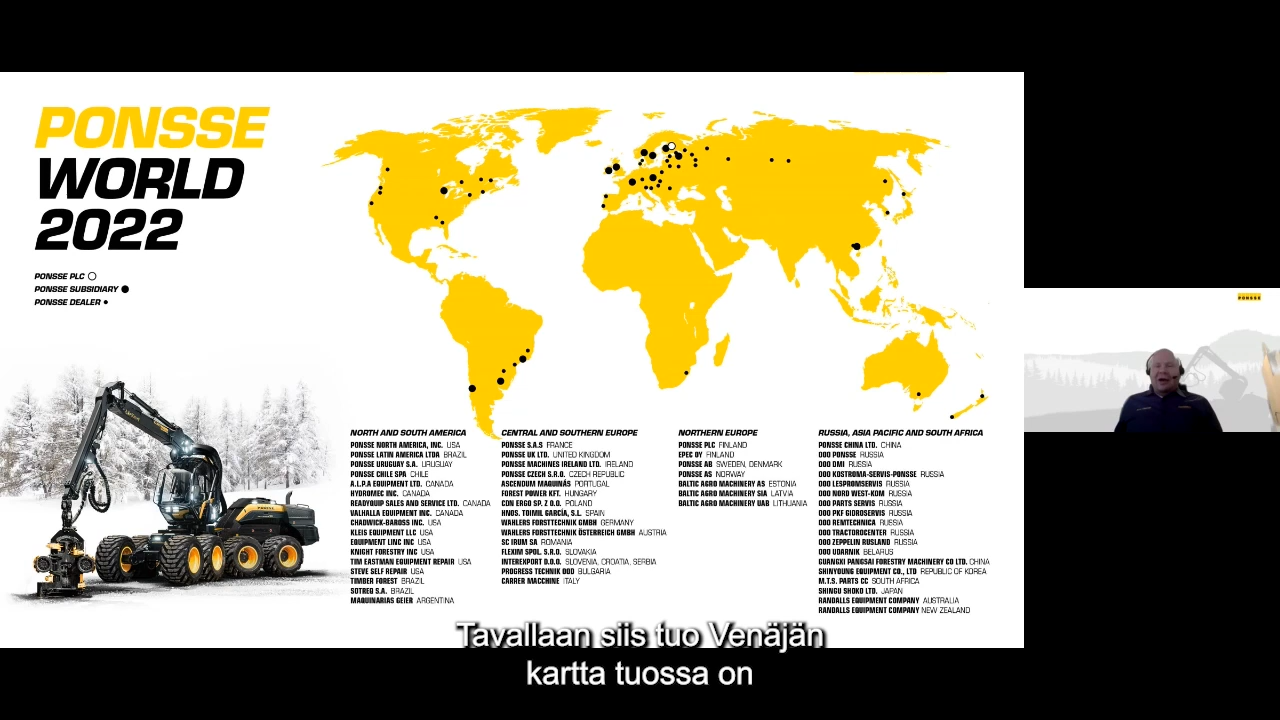 PONSSE
WORLD
2022
PONSSE PLC
PONSSE SUBSIDIARY
PONSSE DEALER
NORTH AND SOUTH AMERICA
PONSSE NORTH AMERICA, INC. USA
PONSSE LATIN AMERICA LTDA BRAZIL
PONSSE URUGUAY S.A. URUGUAY
PONSSE CHILE SPA CHILE
A.L.P.A EQUIPMENT LTD. CANADA
HYDROMEC INC. CANADA
READYQUIP SALES AND SERVICE LTD. CANADA
VALHALLA EQUIPMENT INC. CANADA
CHADWICK-BAROSS INC. USA
KLEIS EQUIPMENT LLC USA
EQUIPMENT LINC INC USA
KNIGHT FORESTRY INC USA
TIM EASTMAN EQUIPMENT REPAIR USA
STEVE SELF REPAIR USA
TIMBER FOREST BRAZIL
SOTREQ S.A. BRAZIL
MAQUINARIAS GEIER ARGENTINA
CENTRAL AND SOUTHERN EUROPE
PONSSE S.A.S FRANCE
PONSSE UK LTD. UNITED KINGDOM
PONSSE MACHINES IRELAND LTD. IRELAND
PONSSE CZECH S.R.O. CZECH REPUBLIC
ASCENDUM MAQUINÁS PORTUGAL
FOREST POWER KFT. HUNGARY
CON ERGO SP. Z O.O. POLAND
HNOS. TOIMIL GARCÍA, S.L. SPAIN
WAHLERS FORSTTECHNIK GMBH GERMANY
WAHLERS FORSTTECHNIK ÖSTERREICH GMBH AUSTRIA
SC IRUM SA ROMANIA
FLEXIM SPOL. S.R.O. SLOVAKIA
INTEREXPORT D.O.O. SLOVENIA, CROATIA, SERBIA
PROGRESS TECHNIK OOD BULGARIA
CARRER MACCHINE ITALY
NORTHERN EUROPE
PONSSE PLC FINLAND
EPEC OY FINLAND
PONSSE AB SWEDEN, DENMARK
PONSSE AS NORWAY
BALTIC AGRO MACHINERY AS ESTONIA
BALTIC AGRO MACHINERY SIA LATVIA
BALTIC AGRO MACHINERY UAB LITHUANIA
RUSSIA, ASIA PACIFIC AND SOUTH AFRICA
PONSSE CHINA LTD. CHINA
OOO PONSSE RUSSIA
OOO DMI RUSSIA
OOO KOSTROMA-SERVIS-PONSSE RUSSIA
OOO LESPROMSERVIS RUSSIA
OOO NORD WEST-KOM RUSSIA
OOO PARTS SERVIS RUSSIA
OOO PKF GIDROSERVIS RUSSIA
OOO REMTECHNICA RUSSIA
OOO TRACTOROCENTER RUSSIA
OOO ZEPPELIN RUSLAND RUSSIA
OOO UDARNIK BELARUS
GUANGXI PANGSAI FORESTRY MACHINERY CO LTD. CHINA
SHINYOUNG EQUIPMENT CO., LTD REPUBLIC OF KOREA
M.T.S. PARTS CC SOUTH AFRICA
SHINGU SHOKO LTD. JAPAN
RANDALLS EQUIPMENT COMPANY AUSTRALIA
RANDALLS EQUIPMENT COMPANY NEW ZEALAND
PONSSE
Tavallaan siis tuo Venäjän
kartta tuossa on